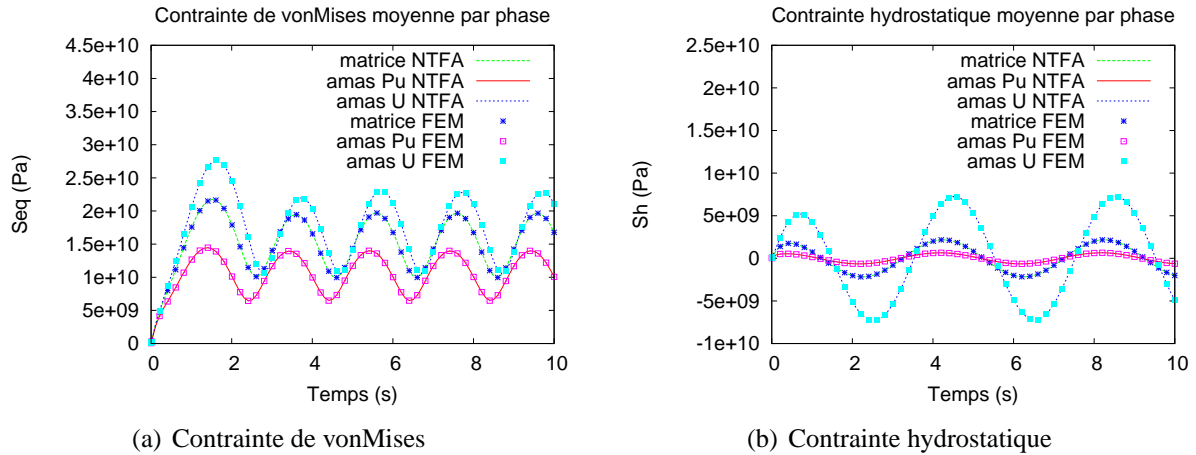 Contrainte de vonMises moyenne par phase
4.5e+10
4e+10
3.5e+10
3e+10
2.5e+10
2e+10
1.5e+10
1e+10
5e+09
0
Seq (Pa)
matrice NTFA
amas Pu NTFA
amas U NTFA
matrice FEM
amas Pu FEM
amas U FEM
0 2 4 6 8 10
Temps (s)
(a) Contrainte de vonMises
Contrainte hydrostatique moyenne par phase
2.5e+10
2e+10
1.5e+10
1e+10
5e+09
0
-5e+09
-1e+10
Sh (Pa)
matrice NTFA
amas Pu NTFA
amas U NTFA
matrice FEM
amas Pu FEM
amas U FEM
0 2 4 6 8 10
Temps (s)
(b) Contrainte hydrostatique